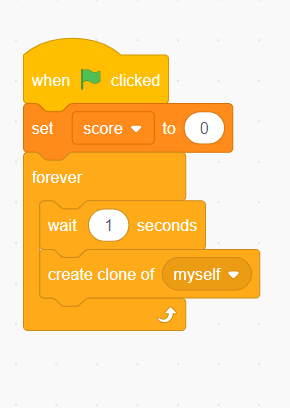 when clicked
set score to 0
forever
wait 1 seconds
create clone of myself